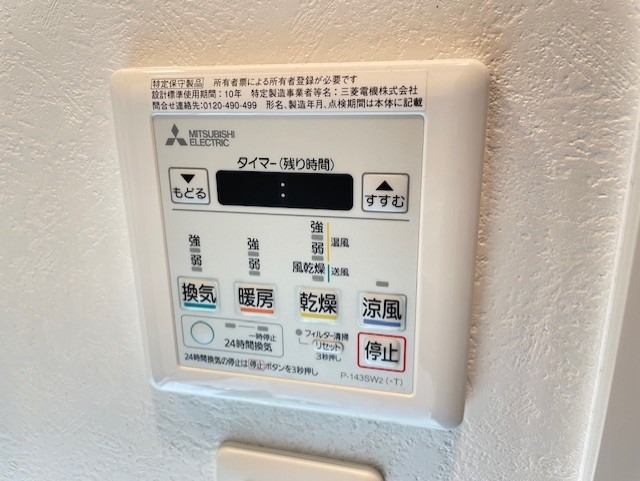 特定保守製品 所有者票による所有者登録が必要です
設計標準使用期間：10年 特定製造事業者等名：三菱電機株式会社
問合せ連絡先:0120-490-499 形名、製造年月、点検期間は本体に記載
MITSUBISHI
ELECTRIC
タイマー(残り時間)
▼
もどる
:
▲
すすむ
強
弱
強
弱
強
弱
温風
風乾燥
送風
換気
暖房
乾燥
涼風
一時停止
24時間換気
フィルター清掃
リセット
3秒押し
停止
24時間換気の停止は停止ボタンを3秒押し
P-143SW2(･T)